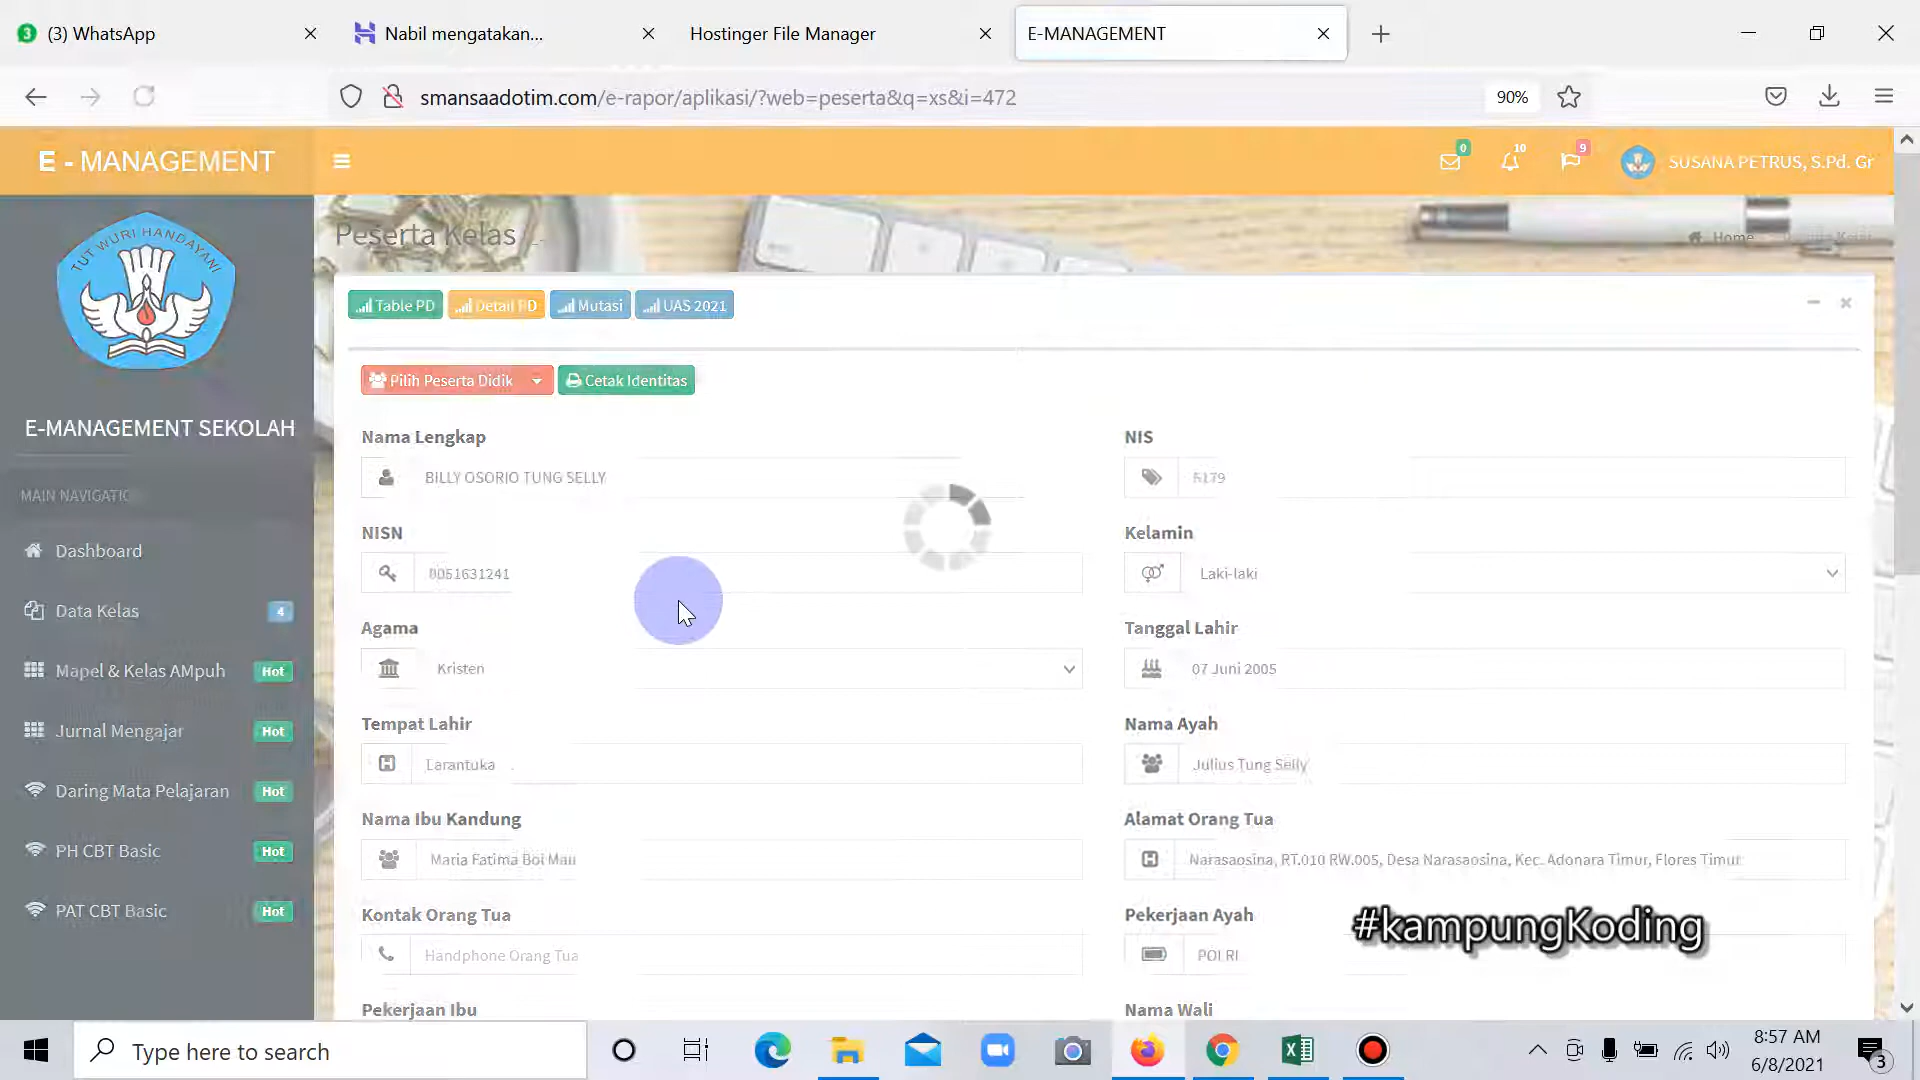 (3) WhatsApp
Nabil mengatakan...
Hostinger File Manager
E-MANAGEMENT
smansaadotim.com/e-rapor/aplikasi/?web=peserta&q=xs&i=472
90%
E - MANAGEMENT
0
10
9
SUSANA PETRUS, S.Pd. Gr
TUT WURI HANDAYANI
Peserta Kelas
Home
Table PD
Detail PD
Mutasi
UAS 2021
E-MANAGEMENT SEKOLAH
Pilih Peserta Didik
Cetak Identitas
MAIN NAVIGATIO
Dashboard
Data Kelas
4
Mapel & Kelas AMpuh
Hot
Jurnal Mengajar
Hot
Daring Mata Pelajaran
Hot
PH CBT Basic
Hot
PAT CBT Basic
Hot
Nama Lengkap
BILLY OSORIO TUNG SELLY
NIS
5179
NISN
0051631241
Kelamin
Laki-laki
Agama
Kristen
Tanggal Lahir
07 Juni 2005
Tempat Lahir
Larantuka
Nama Ayah
Julius Tung Selly
Nama Ibu Kandung
Maria Fatima Boi Mau
Alamat Orang Tua
Narasaosina, RT.010 RW.005, Desa Narasaosina, Kec. Adonara Timur, Flores Timur
Kontak Orang Tua
Handphone Orang Tua
Pekerjaan Ayah
POLRI
#kampungKoding
Pekerjaan Ibu
Nama Wali
Type here to search
8:57 AM
6/8/2021
3